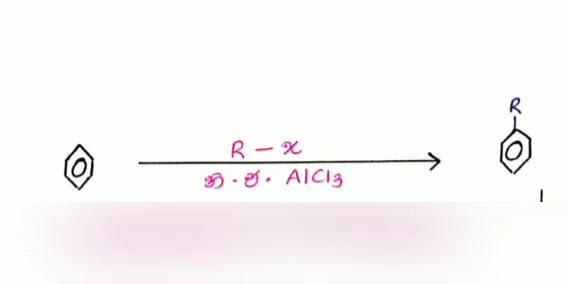 R
R – x
AlCl₃